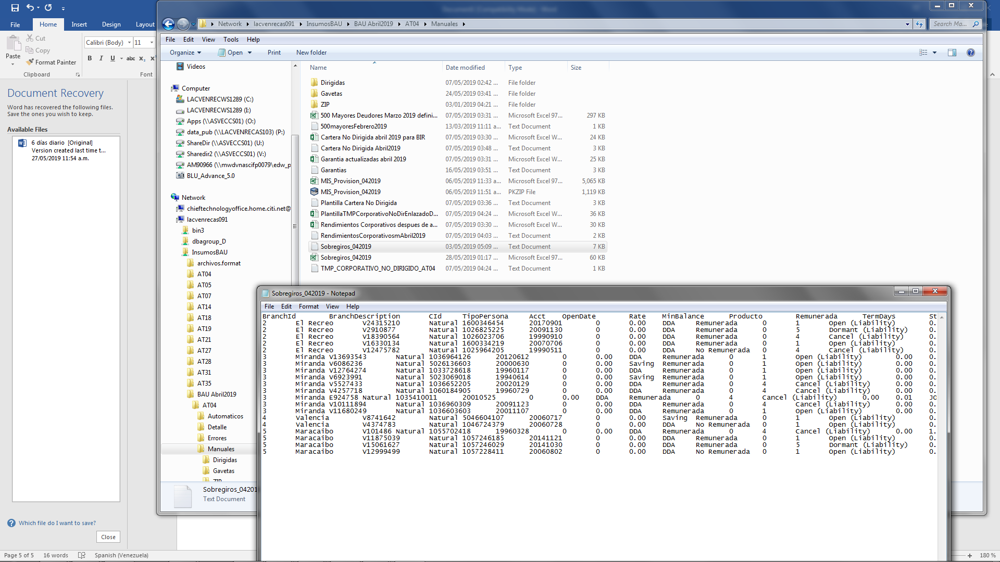 File Home Insert Design Layout
Paste
Cut
Copy
Format Painter
Clipboard
Calibri (Body) 11
B I U abc x₂ x
Font
Document Recovery
Word has recovered the following files.
Save the ones you wish to keep.
Available Files
6 días diario [Original]
Version created last time t...
27/05/2019 11:54 a.m.
Which file do I want to save?
Close
Page 5 of 5 16 words Spanish (Venezuela)
180 %
Network lacvenrecas091 InsumosBAU BAU Abril2019 AT04 Manuales
Search Ma...
File Edit View Tools Help
Organize Open Print New folder
Videos
Computer
LACVENRECWS1289 (C:)
LACVENRECWS1289 (I:)
Apps (\\ASVECCS01) (O:)
data_pub (\\LACVENRECAS103) (P:)
ShareDir (\\ASVECCS01) (U:)
Sharedir2 (\\ASVECCS01) (V:)
AM90966 (\\mwdvnascifp0079\edw_p
BLU_Advance_5.0
Network
chieftechnologyoffice.home.citi.net@
lacvenrecas091
bin3
dbagroup_D
InsumosBAU
archivos.format
AT04
AT05
AT07
AT14
AT18
AT19
AT21
AT27
AT28
AT31
AT35
BAU Abril2019
AT04
Automaticos
Detalle
Errores
Manuales
Dirigidas
Gavetas
ZIP
Name Date modified Type Size
Dirigidas 07/05/2019 02:42 ... File folder
Gavetas 24/05/2019 03:41 ... File folder
ZIP 03/01/2019 04:21 ... File folder
500 Mayores Deudores Marzo 2019 defini... 07/05/2019 03:31 ... Microsoft Excel 97... 297 KB
500mayoresFebrero2019 13/03/2019 11:11 a... Text Document 1 KB
Cartera No Dirigida abril 2019 para BIR 07/05/2019 03:30 ... Microsoft Excel W... 24 KB
Cartera No Dirigida Abril2019 07/05/2019 03:48 ... Text Document 3 KB
Garantia actualizadas abril 2019 07/05/2019 03:31 ... Microsoft Excel W... 25 KB
Garantias 16/05/2019 03:51 ... Text Document 3 KB
MIS_Provision_042019 06/05/2019 11:33 a... Microsoft Excel 97... 5,065 KB
MIS_Provision_042019 06/05/2019 11:51 a... PKZIP File 1,119 KB
Plantilla Cartera No Dirigida 07/05/2019 03:36 ... Text Document 3 KB
PlantillaTMPCorporativoNoDirEnlazadoD... 07/05/2019 04:24 ... Microsoft Excel W... 36 KB
Rendimientos Corporativos despues de a... 07/05/2019 03:30 ... Microsoft Excel W... 30 KB
RendimientosCorporativosmAbril2019 07/05/2019 04:03 ... Text Document 2 KB
Sobregiros_042019 03/05/2019 05:09 ... Text Document 7 KB
Sobregiros_042019 28/05/2019 01:17 ... Microsoft Excel 97... 60 KB
TMP_CORPORATIVO_NO_DIRIGIDO_AT04 07/05/2019 04:24 ... Text Document 1 KB
Sobregiros_04201
Text Document
Sobregiros_042019 - Notepad
File Edit Format View Help
BranchId BranchDescription CId TipoPersona Acct OpenDate Rate MinBalance Producto Remunerada TermDays St
2 El Recreo V24315210 Natural 1600346454 20170901 0 0.00 DDA Remunerada 0 1 Open (Liability) 0.
2 El Recreo V2910877 Natural 1026825225 20091130 0 0.00 DDA Remunerada 0 5 Dormant (Liability) 0.
2 El Recreo V18390564 Natural 1026023706 19990910 0 0.00 DDA Remunerada 0 4 Cancel (Liability) 0.
2 El Recreo V16330134 Natural 1600334219 20070706 0 0.00 DDA Remunerada 0 1 Open (Liability) 0.
2 El Recreo V12475782 Natural 1025964205 19990511 0 0.00 DDA No Remunerada 0 4 Cancel (Liability) 0.
3 Miranda V13693543 Natural 1036964126 20120612 0 0.00 DDA Remunerada 0 1 Open (Liability) 0.00 0.
3 Miranda V6086236 Natural 5026136603 20000630 0 0.00 Saving Remunerada 0 1 Open (Liability) 0.00 0.
3 Miranda V12764274 Natural 1033728618 19960117 0 0.00 DDA Remunerada 0 1 Open (Liability) 0.00 0.
3 Miranda V6923991 Natural 5023069018 19940614 0 0.00 Saving Remunerada 0 1 Open (Liability) 0.00 0.
3 Miranda V5527433 Natural 1036652205 20020129 0 0.00 DDA Remunerada 0 4 Cancel (Liability) 0.00 0.
3 Miranda V4257718 Natural 1060184905 19960729 0 0.00 DDA Remunerada 0 4 Cancel (Liability) 0.00 0.
3 Miranda E924758 Natural 1035410011 20010525 0 0.00 DDA Remunerada 0 4 Cancel (Liability) 0.00 0.01 JO
3 Miranda V10111894 Natural 1036960309 20091123 0 0.00 DDA Remunerada 0 4 Cancel (Liability) 0.00 0.
3 Miranda V11680249 Natural 1036603603 20011107 0 0.00 DDA Remunerada 0 1 Open (Liability) 0.00 0.
4 Valencia V8741642 Natural 5046604107 20060717 0 0.00 Saving Remunerada 0 1 Open (Liability) 0.
4 Valencia V4374783 Natural 1046724379 20060728 0 0.00 DDA No Remunerada 0 1 Open (Liability) 0.
5 Maracaibo V101486 Natural 1055702418 19960328 0 0.00 DDA Remunerada 0 4 Cancel (Liability) 0.00 1.
5 Maracaibo V11875039 Natural 1057246185 20141121 0 0.00 DDA Remunerada 0 1 Open (Liability) 0.
5 Maracaibo V15061627 Natural 1057246029 20141030 0 0.00 DDA Remunerada 0 5 Dormant (Liability) 0.
5 Maracaibo V12999499 Natural 1057228411 20060802 0 0.00 DDA No Remunerada 0 1 Open (Liability) 0.